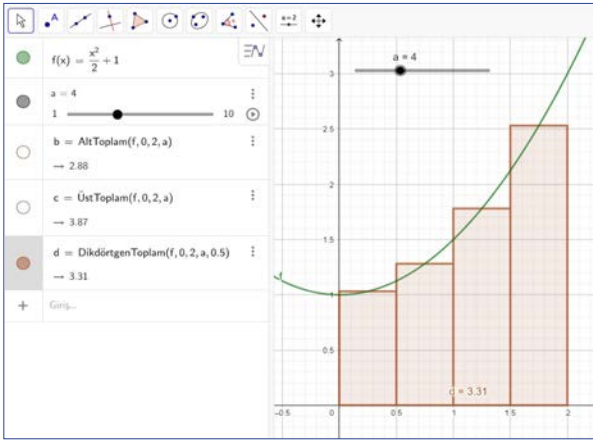 A
a=2
f(x) = x²/2 + 1
a = 4
1 10
b = AltToplam(f, 0, 2, a)
→ 2.88
c = ÜstToplam(f, 0, 2, a)
→ 3.87
d = DikdörtgenToplam(f, 0, 2, a, 0.5)
→ 3.31
+ Giriş...
a = 4
3
2.5
2
1.5
1
0.5
f
d = 3.31
-0.5 0 0.5 1 1.5 2